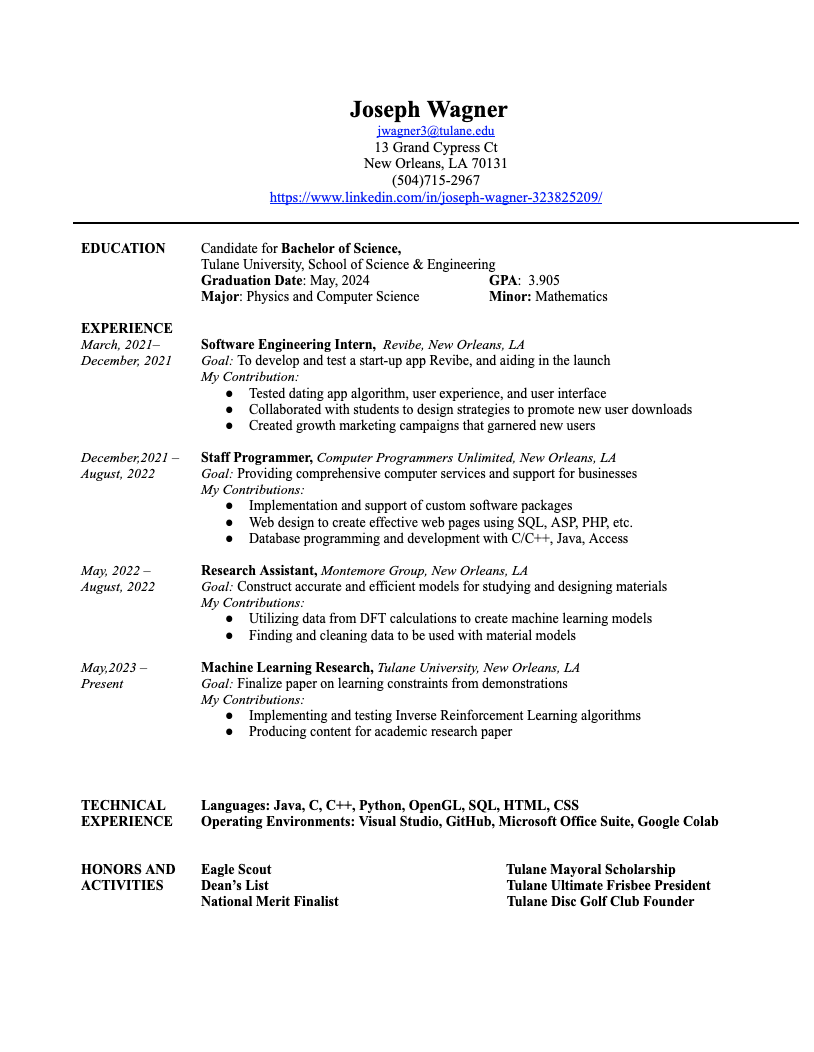 Joseph Wagner
jwagner3@tulane.edu
13 Grand Cypress Ct
New Orleans, LA 70131
(504)715-2967
https://www.linkedin.com/in/joseph-wagner-323825209/
EDUCATION Candidate for Bachelor of Science,
Tulane University, School of Science & Engineering
Graduation Date: May, 2024 GPA: 3.905
Major: Physics and Computer Science Minor: Mathematics
EXPERIENCE
March, 2021– Software Engineering Intern, Revibe, New Orleans, LA
December, 2021 Goal: To develop and test a start-up app Revibe, and aiding in the launch
My Contribution:
● Tested dating app algorithm, user experience, and user interface
● Collaborated with students to design strategies to promote new user downloads
● Created growth marketing campaigns that garnered new users
December,2021 – Staff Programmer, Computer Programmers Unlimited, New Orleans, LA
August, 2022 Goal: Providing comprehensive computer services and support for businesses
My Contributions:
● Implementation and support of custom software packages
● Web design to create effective web pages using SQL, ASP, PHP, etc.
● Database programming and development with C/C++, Java, Access
May, 2022 – Research Assistant, Montemore Group, New Orleans, LA
August, 2022 Goal: Construct accurate and efficient models for studying and designing materials
My Contributions:
● Utilizing data from DFT calculations to create machine learning models
● Finding and cleaning data to be used with material models
May,2023 – Machine Learning Research, Tulane University, New Orleans, LA
Present Goal: Finalize paper on learning constraints from demonstrations
My Contributions:
● Implementing and testing Inverse Reinforcement Learning algorithms
● Producing content for academic research paper
TECHNICAL Languages: Java, C, C++, Python, OpenGL, SQL, HTML, CSS
EXPERIENCE Operating Environments: Visual Studio, GitHub, Microsoft Office Suite, Google Colab
HONORS AND Eagle Scout Tulane Mayoral Scholarship
ACTIVITIES Dean's List Tulane Ultimate Frisbee President
National Merit Finalist Tulane Disc Golf Club Founder